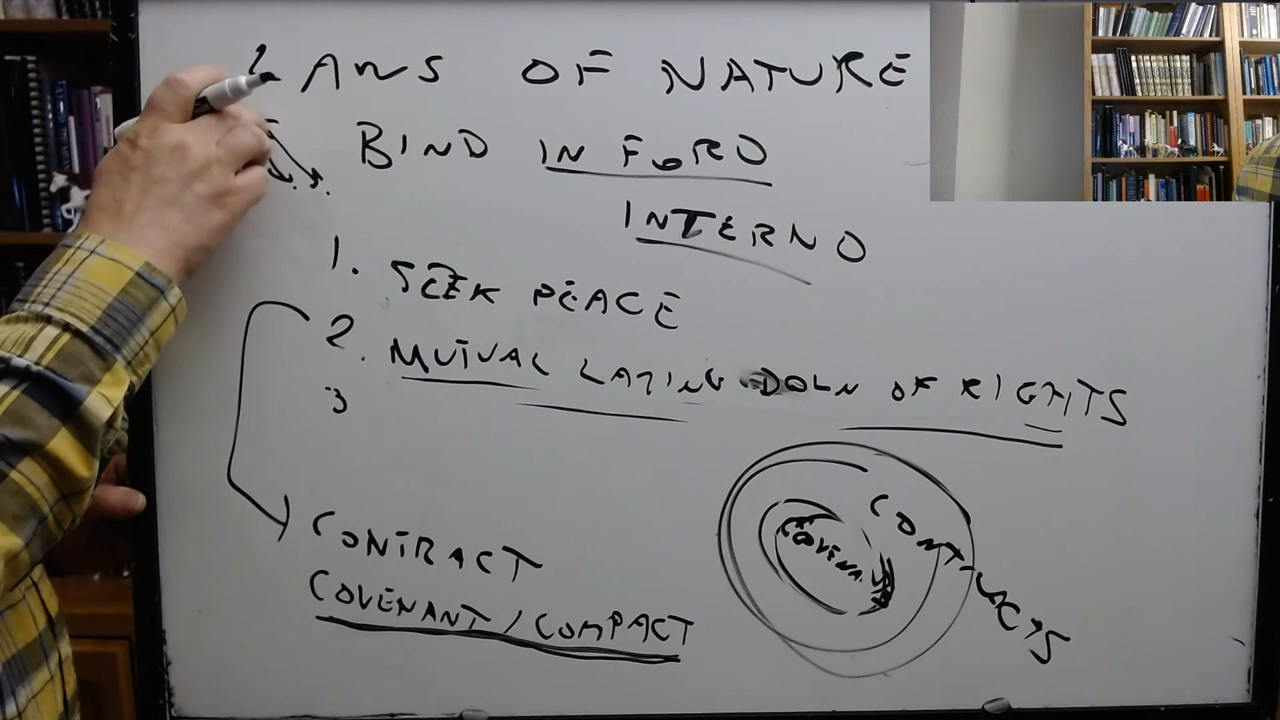 LAWS OF NATURE
BIND IN FORO
INTERNO
1. SEEK PEACE
2. MUTUAL LAYING DOWN OF RIGHTS
3
CONTRACT
COVENANT / COMPACT
CONTRACTS